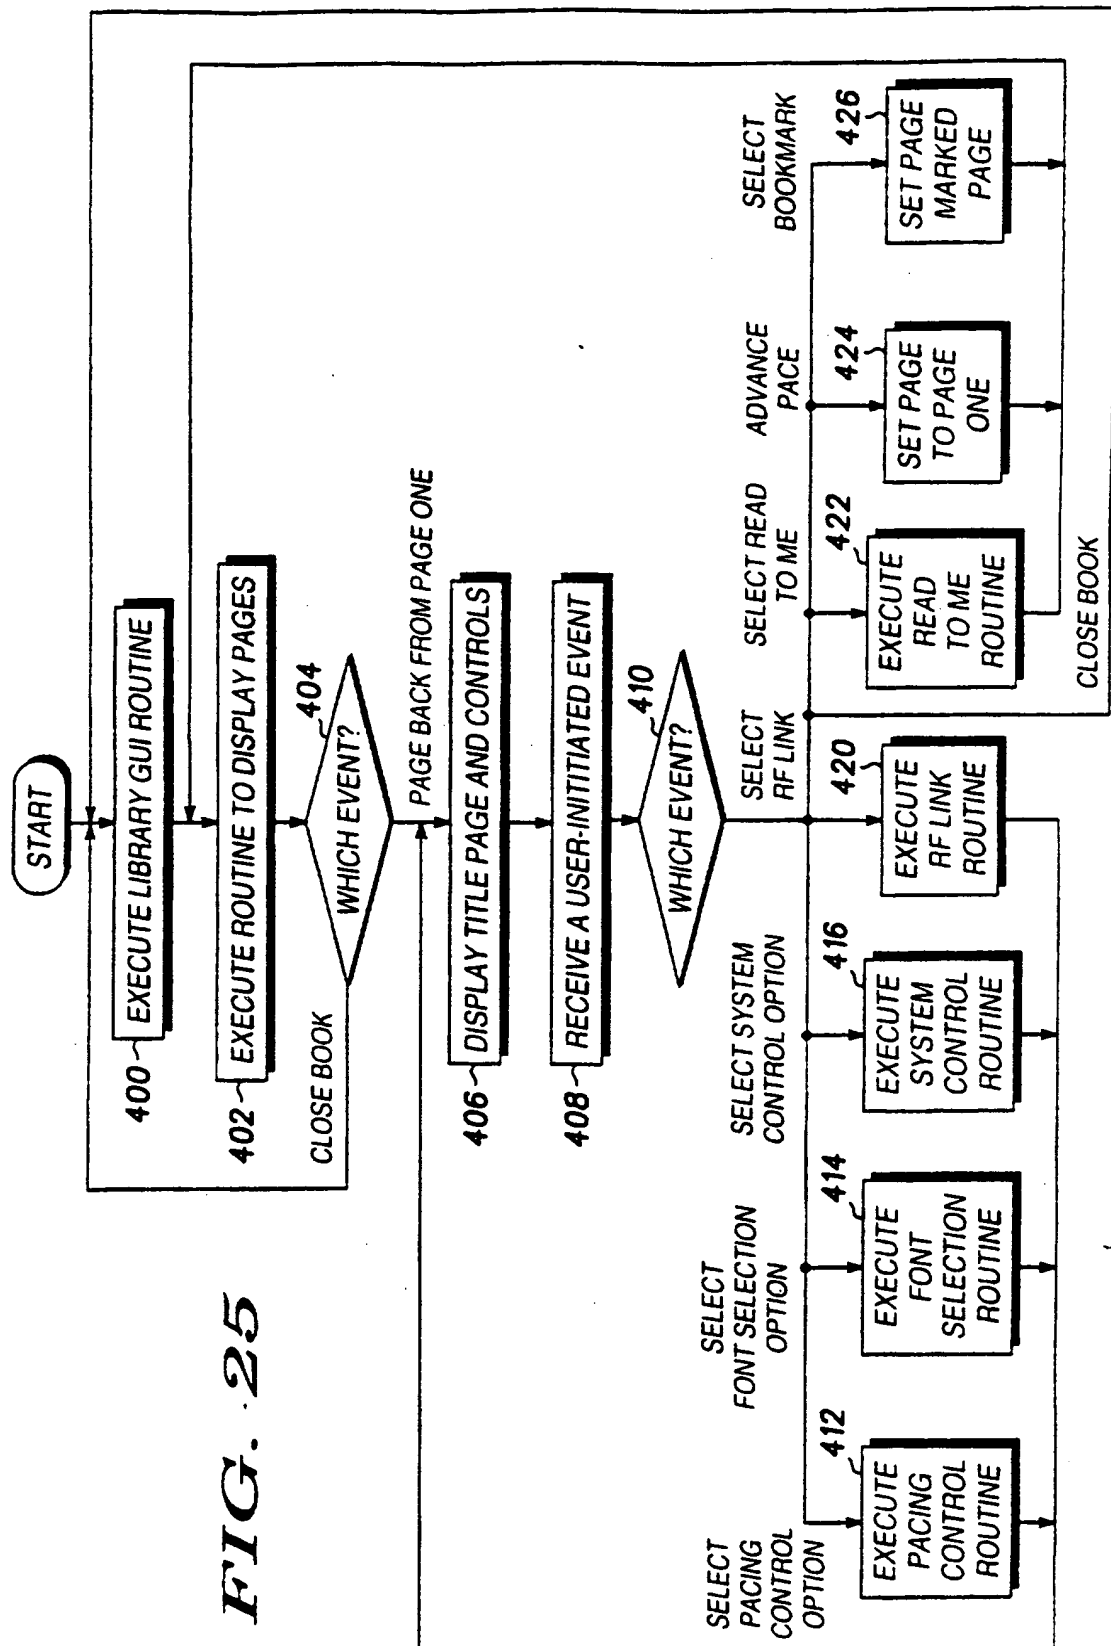 FIG. 25
START
EXECUTE LIBRARY GUI ROUTINE
400
EXECUTE ROUTINE TO DISPLAY PAGES
402
WHICH EVENT?
404
CLOSE BOOK
PAGE BACK FROM PAGE ONE
DISPLAY TITLE PAGE AND CONTROLS
406
RECEIVE A USER-INITIATED EVENT
408
WHICH EVENT?
410
SELECT
PACING
CONTROL
OPTION
412
EXECUTE
PACING
CONTROL
ROUTINE
SELECT
FONT SELECTION
OPTION
414
EXECUTE
FONT
SELECTION
ROUTINE
SELECT SYSTEM
CONTROL OPTION
416
EXECUTE
SYSTEM
CONTROL
ROUTINE
SELECT
RF LINK
420
EXECUTE
RF LINK
ROUTINE
SELECT READ
TO ME
422
EXECUTE
READ
TO ME
ROUTINE
ADVANCE
PACE
424
SET PAGE
TO PAGE
ONE
SELECT
BOOKMARK
426
SET PAGE
MARKED
PAGE
CLOSE BOOK